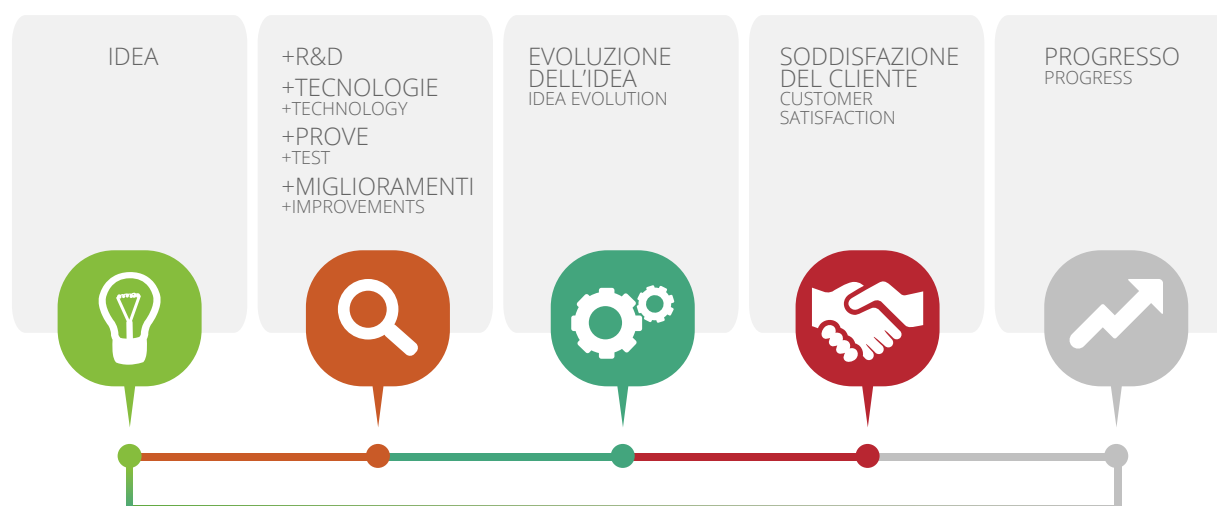 IDEA
+R&D
+TECNOLOGIE
+TECHNOLOGY
+PROVE
+TEST
+MIGLIORAMENTI
+IMPROVEMENTS
EVOLUZIONE
DELL'IDEA
IDEA EVOLUTION
SODDISFAZIONE
DEL CLIENTE
CUSTOMER
SATISFACTION
PROGRESSO
PROGRESS